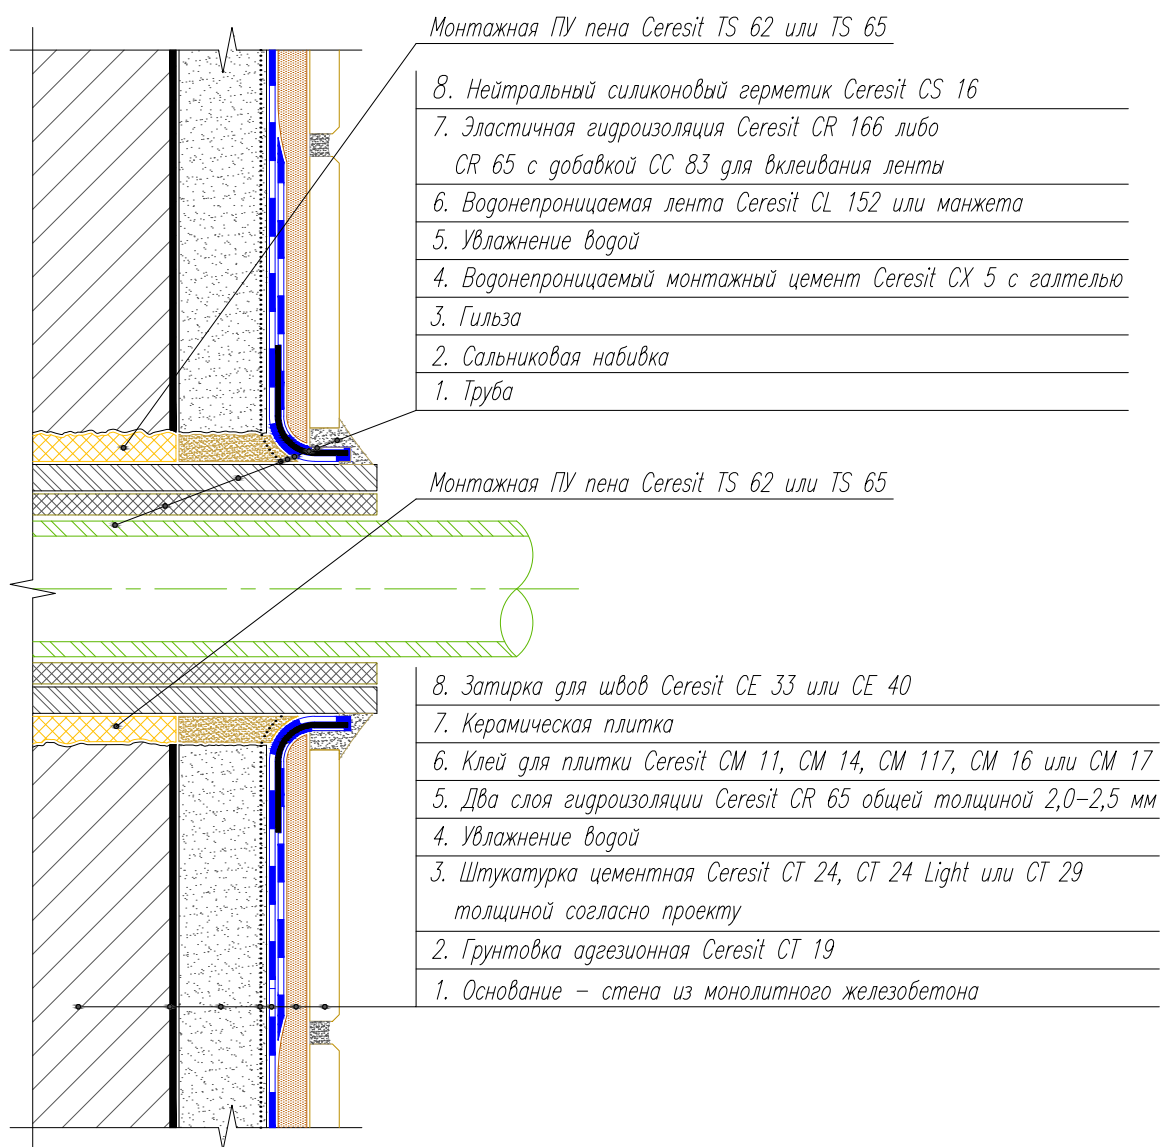 Монтажная ПУ пена Ceresit TS 62 или TS 65
8. Нейтральный силиконовый герметик Ceresit CS 16
7. Эластичная гидроизоляция Ceresit CR 166 либо
CR 65 с добавкой CC 83 для вклеивания ленты
6. Водонепроницаемая лента Ceresit CL 152 или манжета
5. Увлажнение водой
4. Водонепроницаемый монтажный цемент Ceresit CX 5 с галтелью
3. Гильза
2. Сальниковая набивка
1. Труба
Монтажная ПУ пена Ceresit TS 62 или TS 65
8. Затирка для швов Ceresit CE 33 или CE 40
7. Керамическая плитка
6. Клей для плитки Ceresit CM 11, CM 14, CM 117, CM 16 или CM 17
5. Два слоя гидроизоляции Ceresit CR 65 общей толщиной 2,0-2,5 мм
4. Увлажнение водой
3. Штукатурка цементная Ceresit CT 24, CT 24 Light или CT 29
толщиной согласно проекту
2. Грунтовка адгезионная Ceresit CT 19
1. Основание – стена из монолитного железобетона